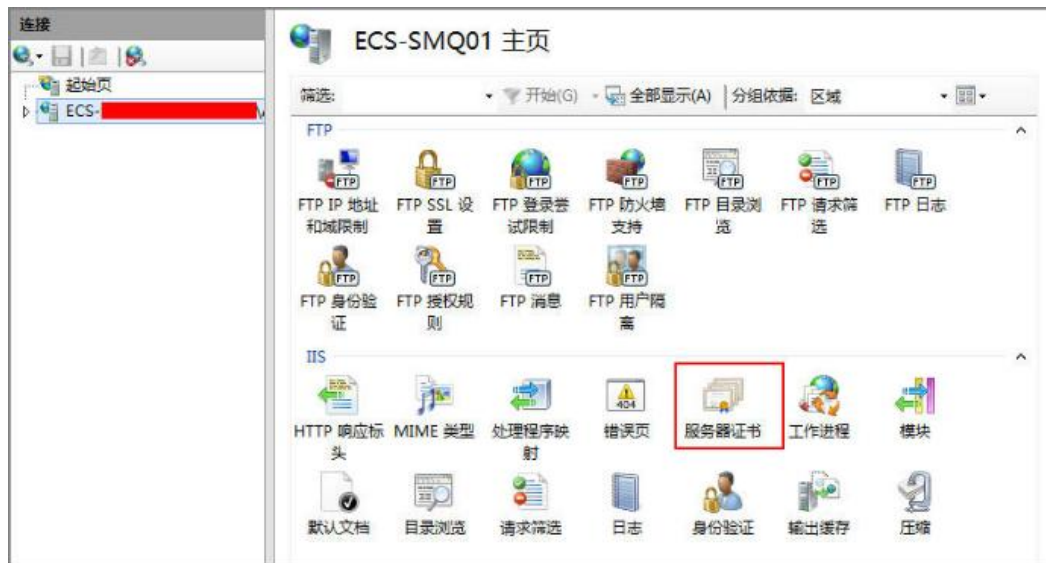 连接
ECS-SMQ01 主页
起始页
ECS-
筛选: 开始(G) 全部显示(A) 分组依据: 区域
FTP
FTP IP 地址 FTP SSL 设 FTP 登录尝 FTP 防火墙 FTP 目录浏 FTP 请求筛 FTP 日志
和域限制 置 试限制 支持 览 选
FTP 身份验 FTP 授权规 FTP 消息 FTP 用户隔
证 则 离
IIS
404
HTTP 响应标 MIME 类型 处理程序映 错误页 服务器证书 工作进程 模块
头 射
默认文档 目录浏览 请求筛选 日志 身份验证 输出缓存 压缩